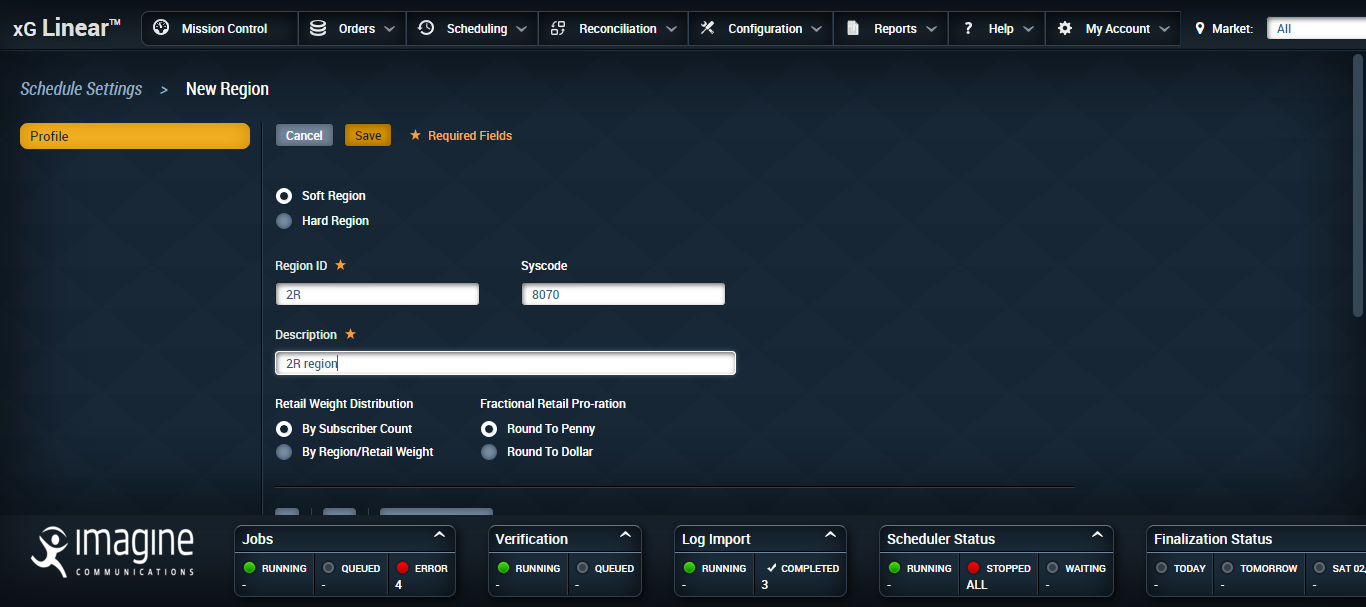 xG Linear™ Mission Control Orders Scheduling Reconciliation Configuration Reports ? Help My Account Market: All
Schedule Settings > New Region
Profile
Cancel Save ★ Required Fields
Soft Region
Hard Region
Region ID ★ Syscode
2R 8070
Description ★
2R region
Retail Weight Distribution Fractional Retail Pro-ration
By Subscriber Count Round To Penny
By Region/Retail Weight Round To Dollar
imagine
COMMUNICATIONS
Jobs Verification Log Import Scheduler Status Finalization Status
RUNNING QUEUED ERROR RUNNING QUEUED RUNNING COMPLETED RUNNING STOPPED WAITING TODAY TOMORROW SAT 02,
- - 4 - - - 3 - ALL - - - -